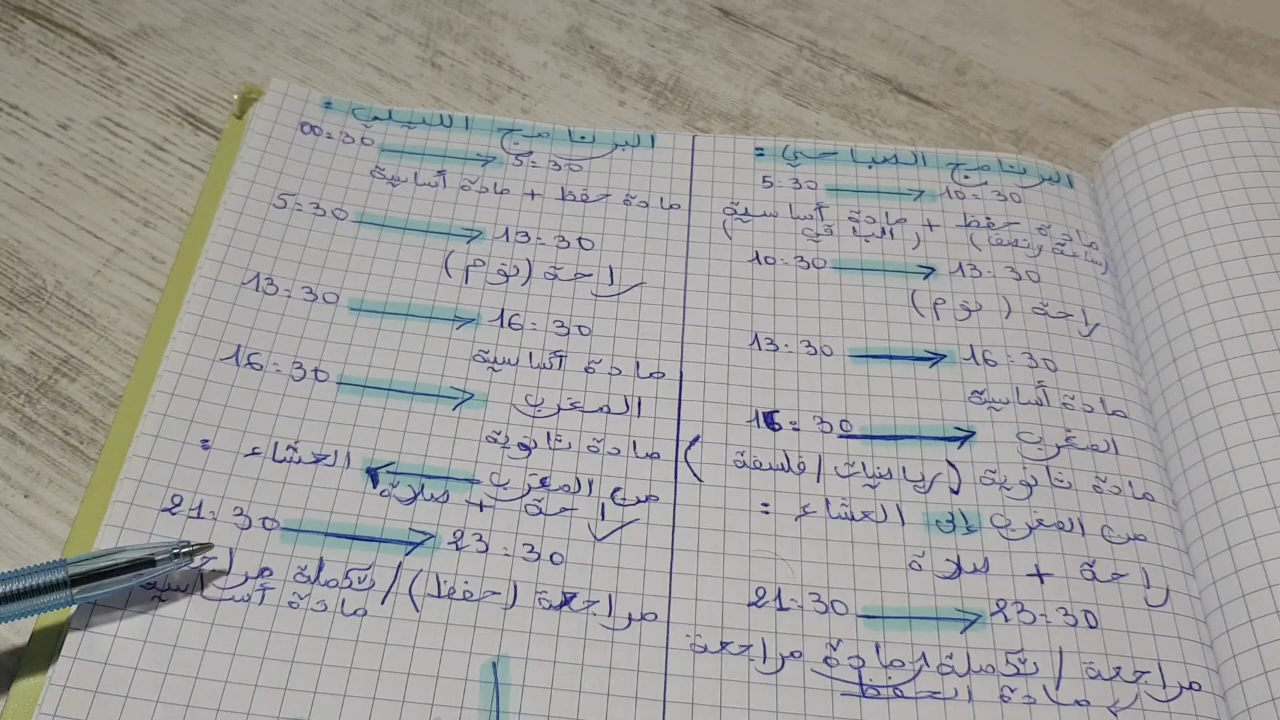 البرنامج الصباحي =
5:30 → 10:30
مادة حفظ + مادة أساسية
(ساعة ونصف) (الباقي)
10:30 → 13:30
راحة (نوم)
13:30 → 16:30
مادة أساسية
16:30 → المغرب
مادة ثانوية (رياضيات / فلسفة)
من المغرب إلى العشاء =
راحة + صلاة
21:30 → 23:30
مراجعة / مراجعة
مادة الحفظ
البرنامج الليلي =
00:30 → 5:30
مادة حفظ + مادة أساسية
5:30 → 13:30
راحة (نوم)
13:30 → 16:30
مادة أساسية
16:30 → المغرب
مادة ثانوية
من المغرب ← العشاء =
راحة + صلاة
21:30 → 23:30
مراجعة (حفظ) /
مادة أساسية